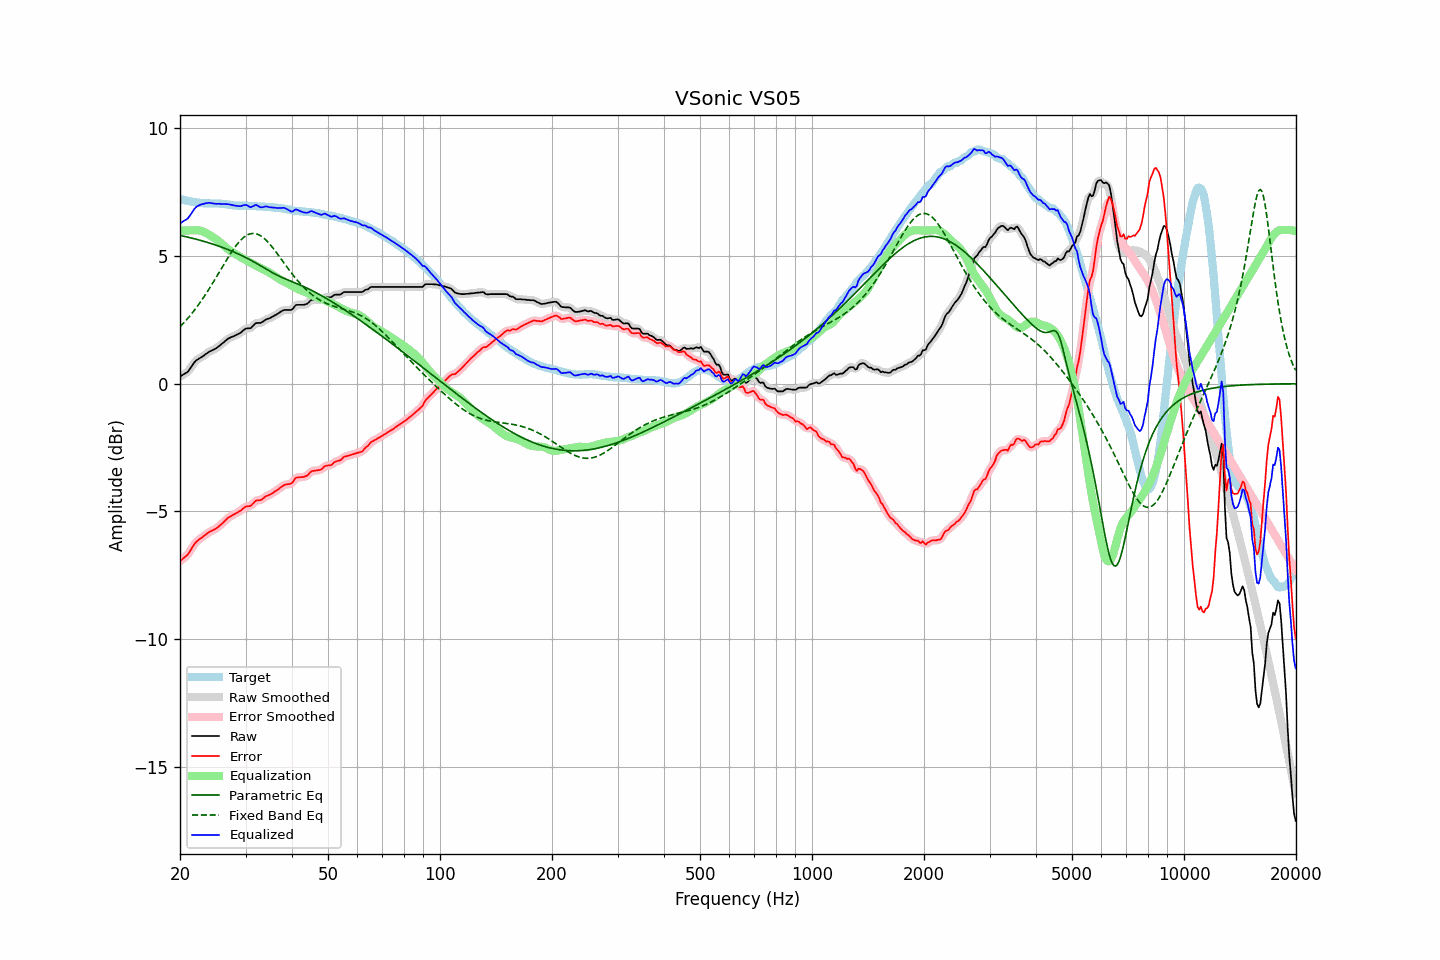 VSonic VS05
Amplitude (dBr)
10
5
0
−5
−10
−15
Target
Raw Smoothed
Error Smoothed
Raw
Error
Equalization
Parametric Eq
Fixed Band Eq
Equalized
20 50 100 200 500 1000 2000 5000 10000 20000
Frequency (Hz)